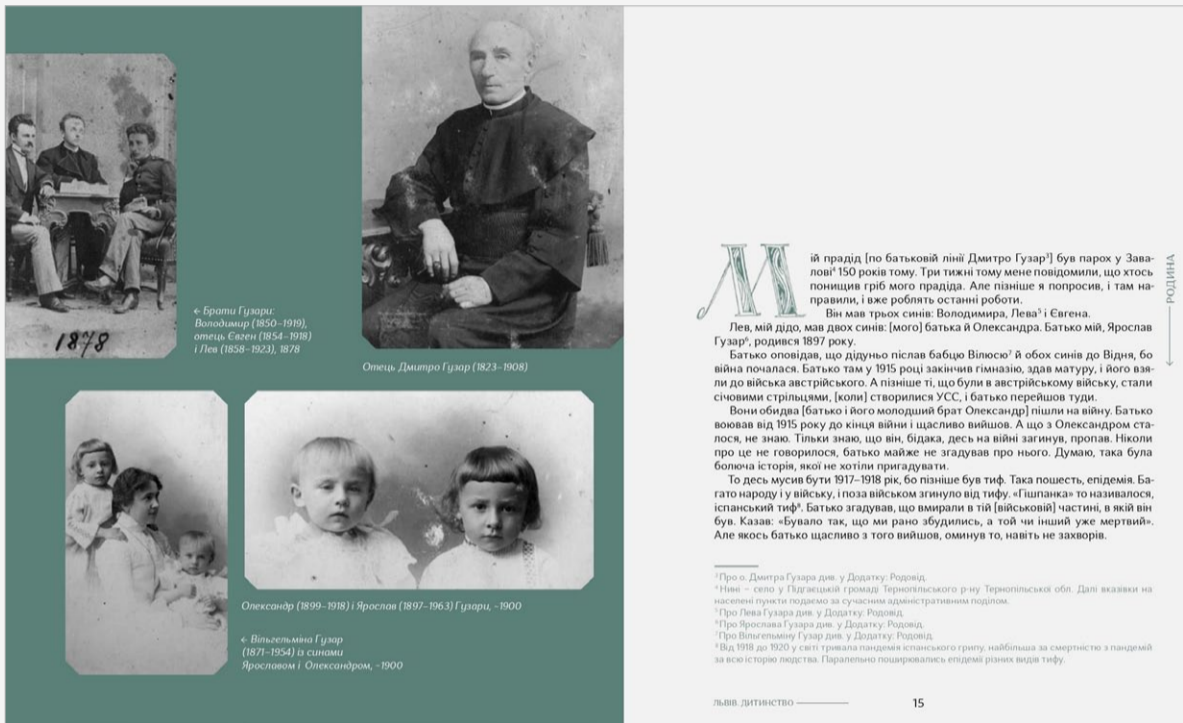 1878
← Брати Гузари:
Володимир (1850–1919),
отець Євген (1854–1918)
і Лев (1858–1923), 1878
Отець Дмитро Гузар (1823–1908)
Олександр (1899–1918) і Ярослав (1897–1963) Гузари, ~1900
← Вільгельміна Гузар
(1871–1954) із синами
Ярославом і Олександром, ~1900
Мій прадід [по батьковій лінії Дмитро Гузар³] був парох у Зава-
лові⁴ 150 років тому. Три тижні тому мене повідомили, що хтось
понищив гріб мого прадіда. Але пізніше я попросив, і там на-
правили, і вже роблять останні роботи.
Він мав трьох синів: Володимира, Лева⁵ і Євгена.
Лев, мій дідо, мав двох синів: [мого] батька й Олександра. Батько мій, Ярослав
Гузар⁶, родився 1897 року.
Батько оповідав, що дідуньо післав бабцю Вілюсю⁷ й обох синів до Відня, бо
війна почалася. Батько там у 1915 році закінчив гімназію, здав матуру, і його взя-
ли до війська австрійського. А пізніше ті, що були в австрійському війську, стали
січовими стрільцями, [коли] створилися УСС, і батько перейшов туди.
Вони обидва [батько і його молодший брат Олександр] пішли на війну. Батько
воював від 1915 року до кінця війни і щасливо вийшов. А що з Олександром ста-
лося, не знаю. Тільки знаю, що він, бідака, десь на війні загинув, пропав. Ніколи
про це не говорилося, батько майже не згадував про нього. Думаю, така була
болюча історія, якої не хотіли пригадувати.
То десь мусив бути 1917–1918 рік, бо пізніше був тиф. Така пошесть, епідемія. Ба-
гато народу і у війську, і поза військом згинуло від тифу. «Гішпанка» то називалося,
іспанський тиф⁸. Батько згадував, що вмирали в тій [військовій] частині, в якій він
був. Казав: «Бувало так, що ми рано збудились, а той чи інший уже мертвий».
Але якось батько щасливо з того вийшов, оминув то, навіть не захворів.
³ Про о. Дмитра Гузара див. у Додатку: Родовід.
⁴ Нині – село у Підгаєцькій громаді Тернопільського р-ну Тернопільської обл. Далі вказівки на
населені пункти подаємо за сучасним адміністративним поділом.
⁵ Про Лева Гузара див. у Додатку: Родовід.
⁶ Про Ярослава Гузара див. у Додатку: Родовід.
⁷ Про Вільгельміну Гузар див. у Додатку: Родовід.
⁸ Від 1918 до 1920 у світі тривала пандемія іспанського грипу, найбільша за смертністю з пандемій
за всю історію людства. Паралельно поширювались епідемії різних видів тифу.
РОДИНА
ЛЬВІВ. ДИТИНСТВО
15